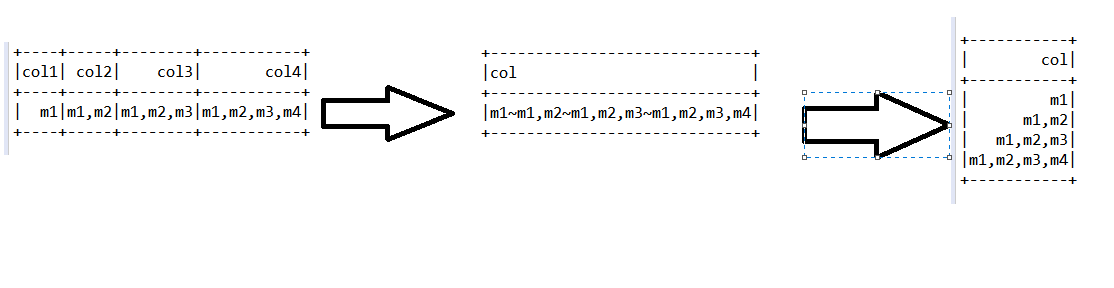 +----+-----+--------+-----------+
|col1| col2|    col3|       col4|
+----+-----+--------+-----------+
|  m1|m1,m2|m1,m2,m3|m1,m2,m3,m4|
+----+-----+--------+-----------+
+---------------------------+
|col                        |
+---------------------------+
|m1~m1,m2~m1,m2,m3~m1,m2,m3,m4|
+---------------------------+
+-----------+
|        col|
+-----------+
|         m1|
|      m1,m2|
|   m1,m2,m3|
|m1,m2,m3,m4|
+-----------+